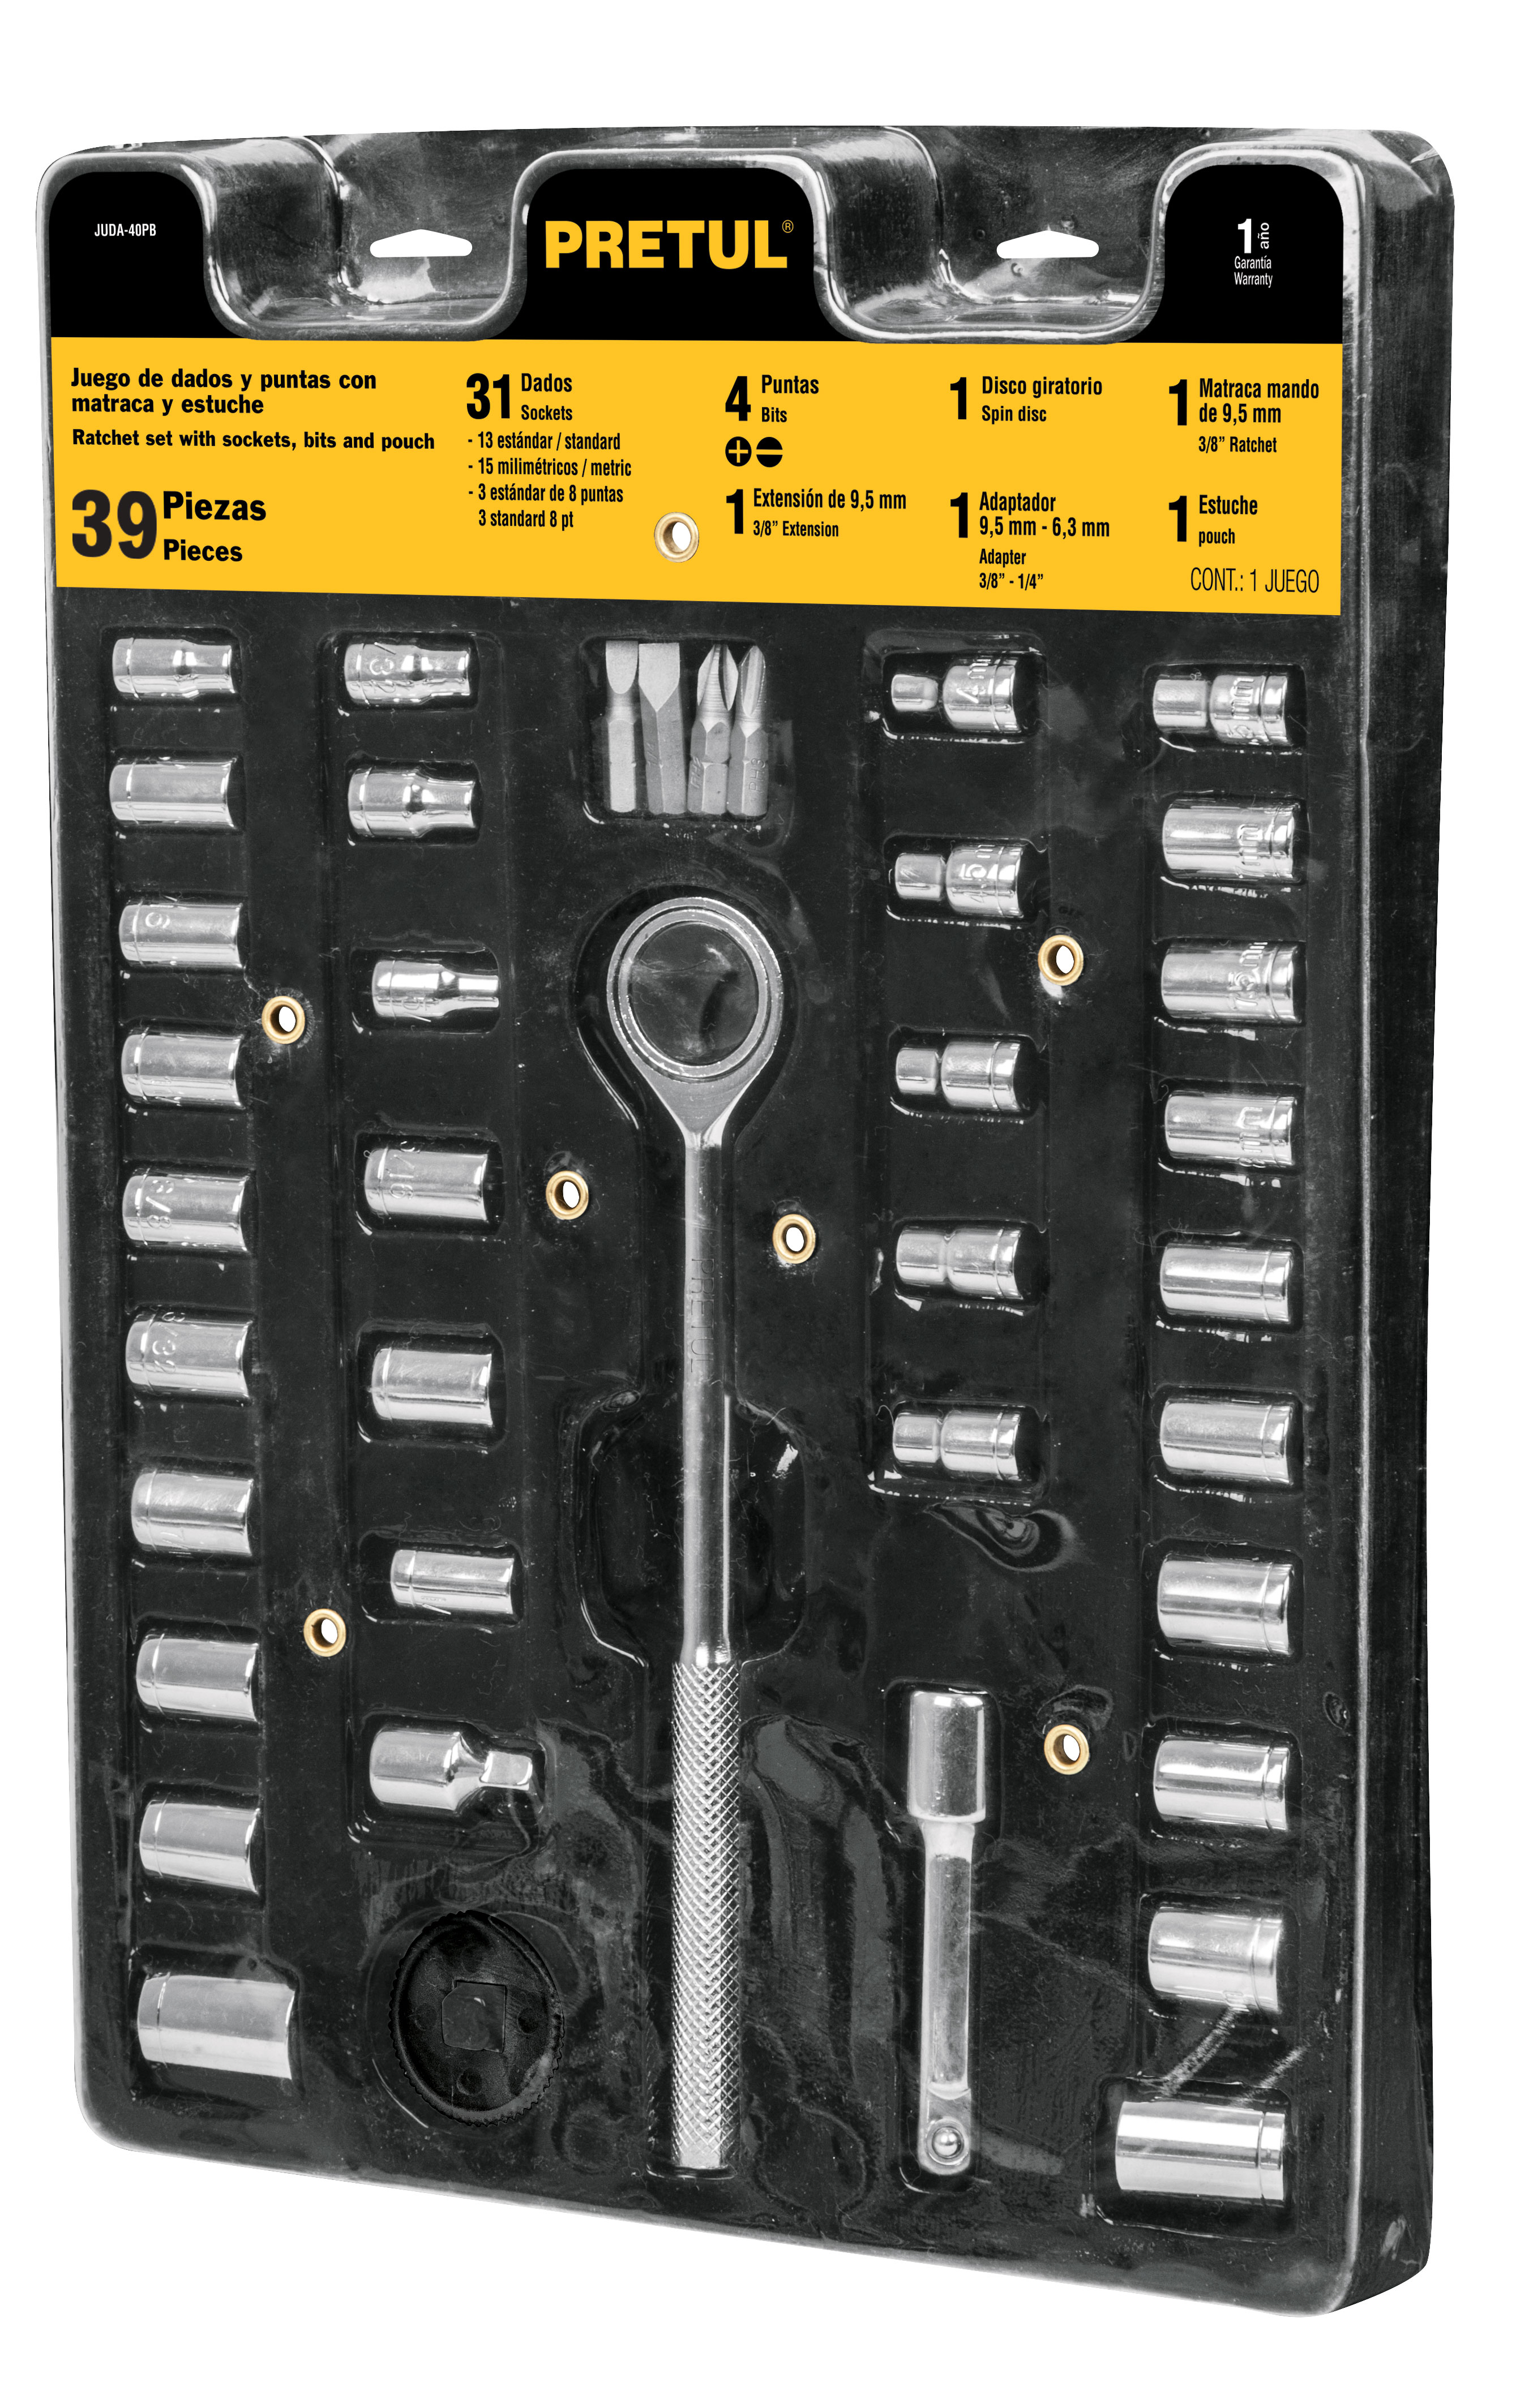 JUDA-40PB
PRETUL®
1 año
Garantía
Warranty
Juego de dados y puntas con
matraca y estuche
Ratchet set with sockets, bits and pouch
39 Piezas
Pieces
31 Dados
Sockets
- 13 estándar / standard
- 15 milimétricos / metric
- 3 estándar de 8 puntas
3 standard 8 pt
4 Puntas
Bits
1 Extensión de 9,5 mm
3/8” Extension
1 Disco giratorio
Spin disc
1 Adaptador
9,5 mm - 6,3 mm
Adapter
3/8” - 1/4”
1 Matraca mando
de 9,5 mm
3/8” Ratchet
1 Estuche
pouch
CONT.: 1 JUEGO
3/8
9/16
PRETUL